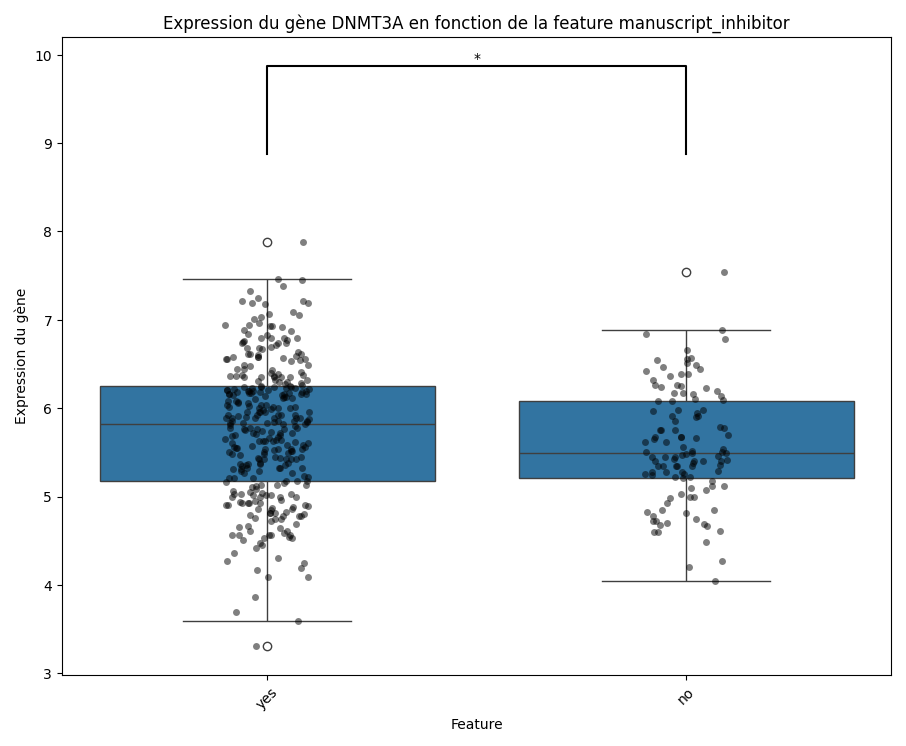 Expression du gène DNMT3A en fonction de la feature manuscript_inhibitor
*
10
9
8
7
6
5
4
3
Expression du gène
yes
no
Feature